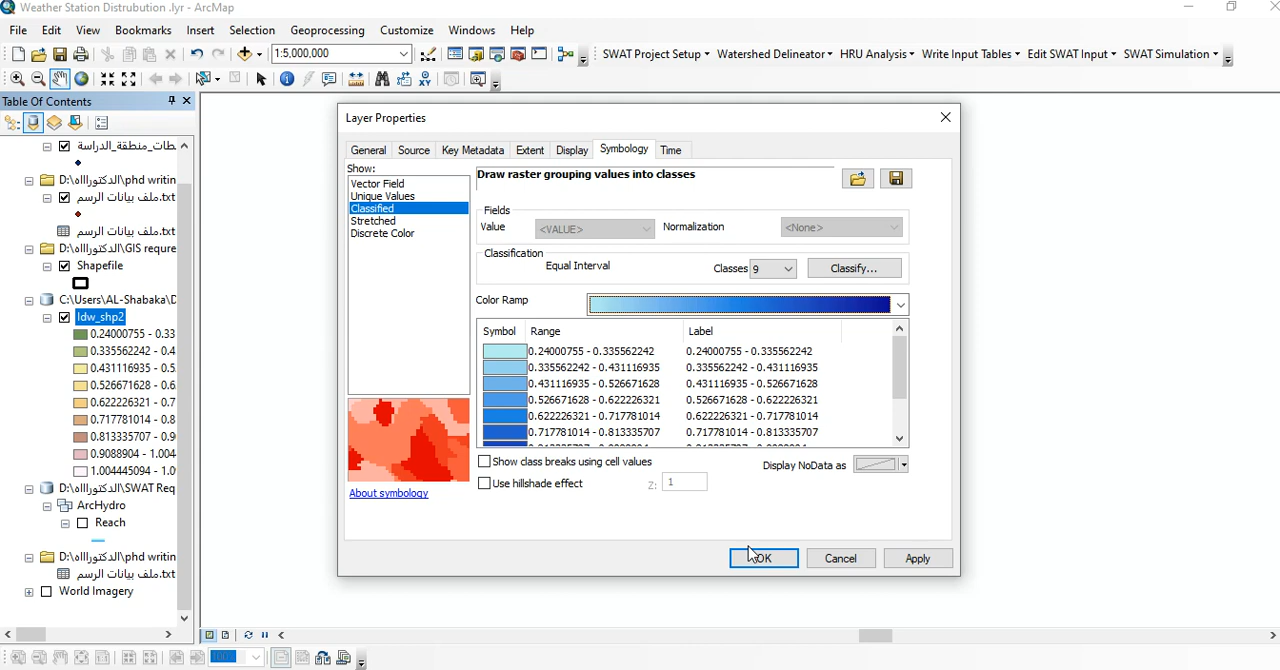 Weather Station Distrubution .lyr - ArcMap
File Edit View Bookmarks Insert Selection Geoprocessing Customize Windows Help
1:5,000,000
SWAT Project Setup Watershed Delineator HRU Analysis Write Input Tables Edit SWAT Input SWAT Simulation
Table Of Contents
D:\الدكتوراااه\phd writin
ملف بيانات الرسم.txt
ملف بيانات الرسم.txt
D:\الدكتوراااه\GIS requre
Shapefile
C:\Users\AL-Shabaka\D
Idw_shp2
0.24000755 - 0.33
0.335562242 - 0.4
0.431116935 - 0.5
0.526671628 - 0.6
0.622226321 - 0.7
0.717781014 - 0.8
0.813335707 - 0.9
0.9088904 - 1.004
1.004445094 - 1.0
D:\الدكتوراااه\SWAT Req
ArcHydro
Reach
D:\الدكتوراااه\phd writin
ملف بيانات الرسم.txt
World Imagery
Layer Properties
General Source Key Metadata Extent Display Symbology Time
Show:
Vector Field
Unique Values
Classified
Stretched
Discrete Color
About symbology
Draw raster grouping values into classes
Fields
Value <VALUE> Normalization <None>
Classification
Equal Interval Classes 9 Classify...
Color Ramp
Symbol Range Label
0.24000755 - 0.335562242 0.24000755 - 0.335562242
0.335562242 - 0.431116935 0.335562242 - 0.431116935
0.431116935 - 0.526671628 0.431116935 - 0.526671628
0.526671628 - 0.622226321 0.526671628 - 0.622226321
0.622226321 - 0.717781014 0.622226321 - 0.717781014
0.717781014 - 0.813335707 0.717781014 - 0.813335707
Show class breaks using cell values
Display NoData as
Use hillshade effect Z: 1
OK Cancel Apply
100%